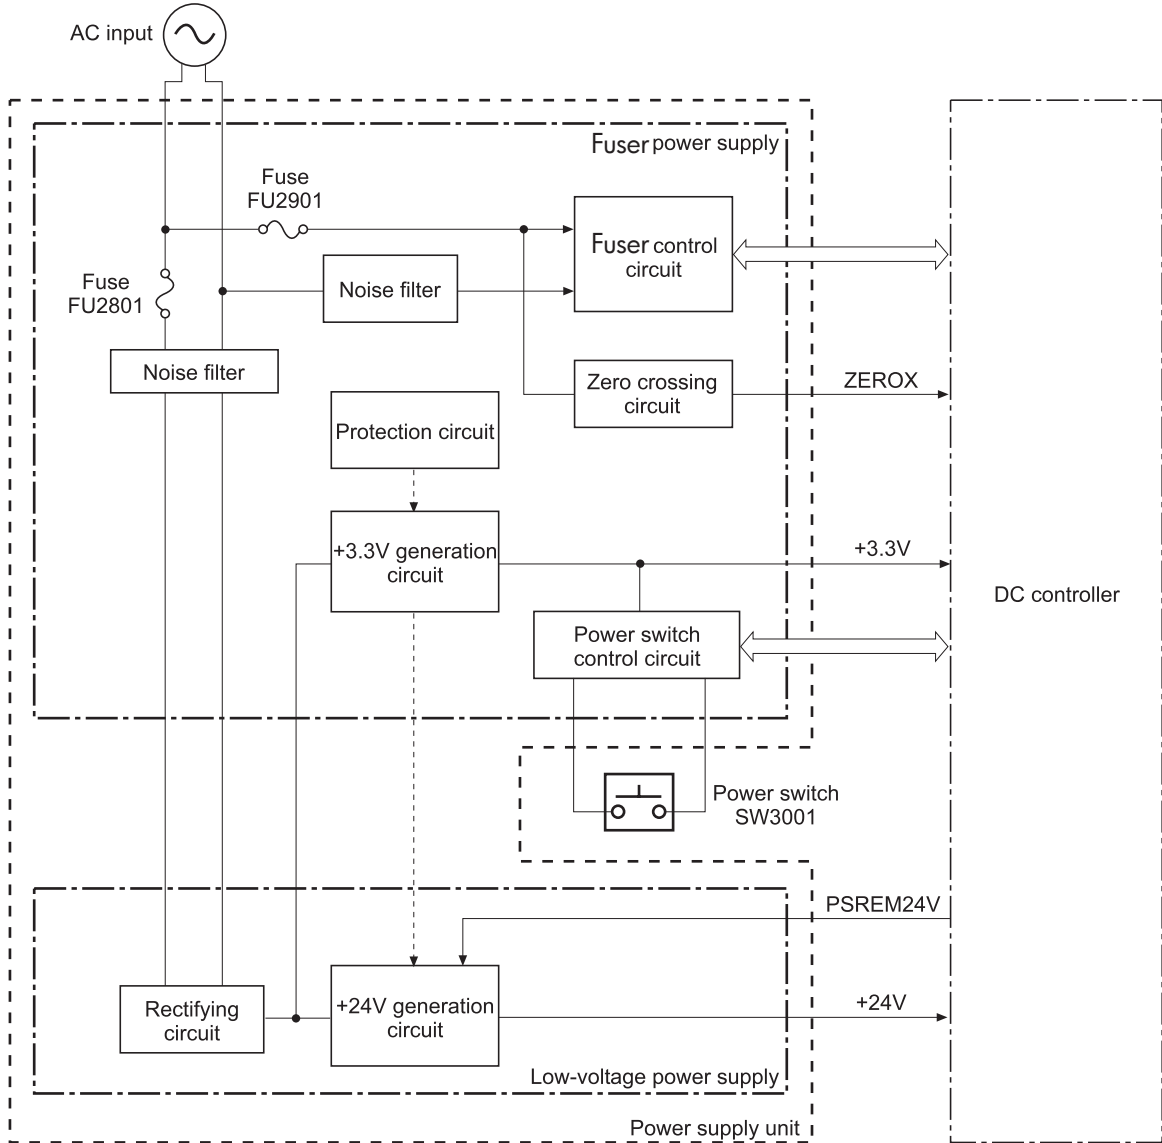 AC input
Fuser power supply
Fuse
FU2901
Fuser control
circuit
Fuse
FU2801
Noise filter
Noise filter
Zero crossing
circuit
ZEROX
Protection circuit
+3.3V generation
circuit
+3.3V
DC controller
Power switch
control circuit
Power switch
SW3001
PSREM24V
Rectifying
circuit
+24V generation
circuit
+24V
Low-voltage power supply
Power supply unit